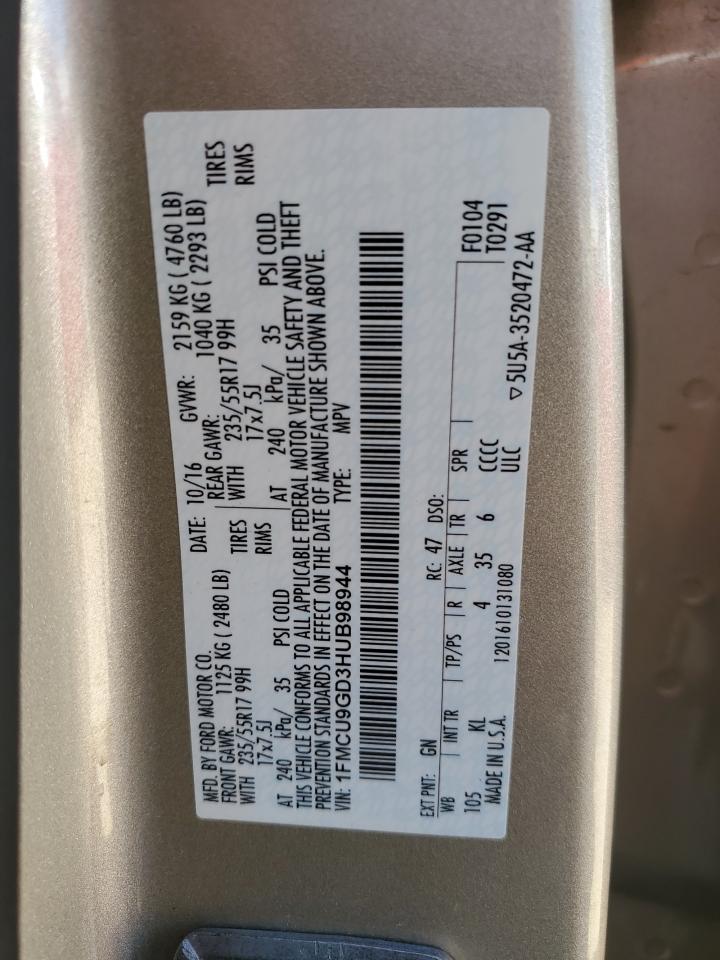 MFD. BY FORD MOTOR CO. DATE: 10/16 GVWR: 2159 KG ( 4760 LB)
FRONT GAWR: 1125 KG ( 2480 LB) REAR GAWR: 1040 KG ( 2293 LB)
WITH 235/55R17 99H TIRES WITH 235/55R17 99H TIRES
17x7.5J RIMS 17x7.5J RIMS
AT 240 kPa/ 35 PSI COLD AT 240 kPa/ 35 PSI COLD
THIS VEHICLE CONFORMS TO ALL APPLICABLE FEDERAL MOTOR VEHICLE SAFETY AND THEFT
PREVENTION STANDARDS IN EFFECT ON THE DATE OF MANUFACTURE SHOWN ABOVE.
VIN: 1FMCU9GD3HUB98944 TYPE: MPV
EXT PNT: GN RC: 47 DSO: F0104
WB INT TR TP/PS R AXLE TR SPR T0291
105 KL 4 35 6 CCCC
MADE IN U.S.A. 1201610131080 ULC ▽5U5A-3520472-AA